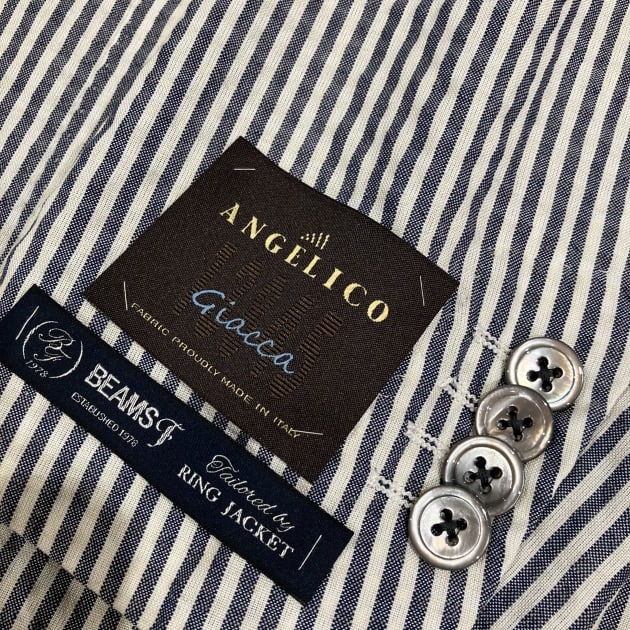 ANGELICO
Giacca
FABRIC PROUDLY MADE IN ITALY
BF
1978
BEAMS F
ESTABLISHED 1978
Tailored by
RING JACKET